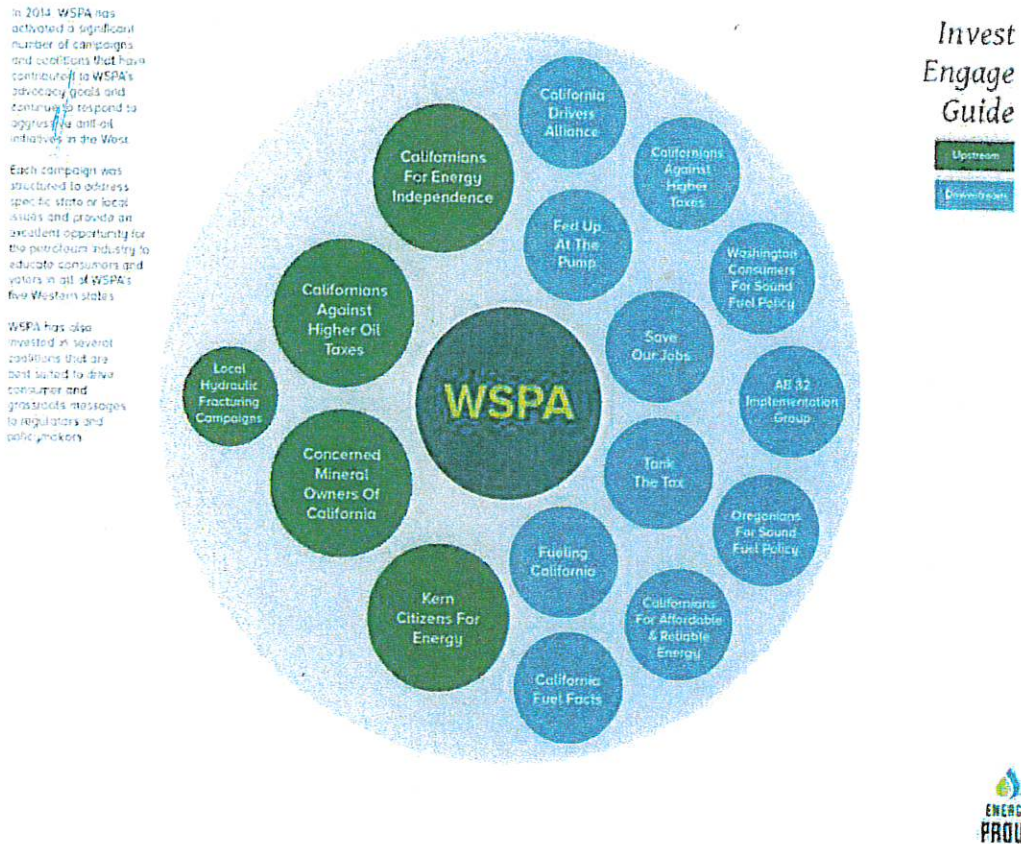 In 2014, WSPA has
activated a significant
number of campaigns
and coalitions that have
contributed to WSPA's
advocacy goals and
continue to respond to
aggressive anti-oil
initiatives in the West.
Each campaign was
structured to address
specific state or local
issues and provide an
excellent opportunity for
the petroleum industry to
educate consumers and
voters in all of WSPA's
five Western states
WSPA has also
invested in several
coalitions that are
best suited to drive
consumer and
grassroots messages
to regulators and
policymakers
Invest
Engage
Guide
Upstream
Downstream
California
Drivers
Alliance
Californians
For Energy
Independence
Californians
Against
Higher
Taxes
Fed Up
At The
Pump
Washington
Consumers
For Sound
Fuel Policy
Californians
Against
Higher Oil
Taxes
Save
Our Jobs
Local
Hydraulic
Fracturing
Campaigns
WSPA
AB 32
Implementation
Group
Concerned
Mineral
Owners Of
California
Tank
The Tax
Oregonians
For Sound
Fuel Policy
Fueling
California
Kern
Citizens For
Energy
Californians
For Affordable
& Reliable
Energy
California
Fuel Facts
ENERG
PROU